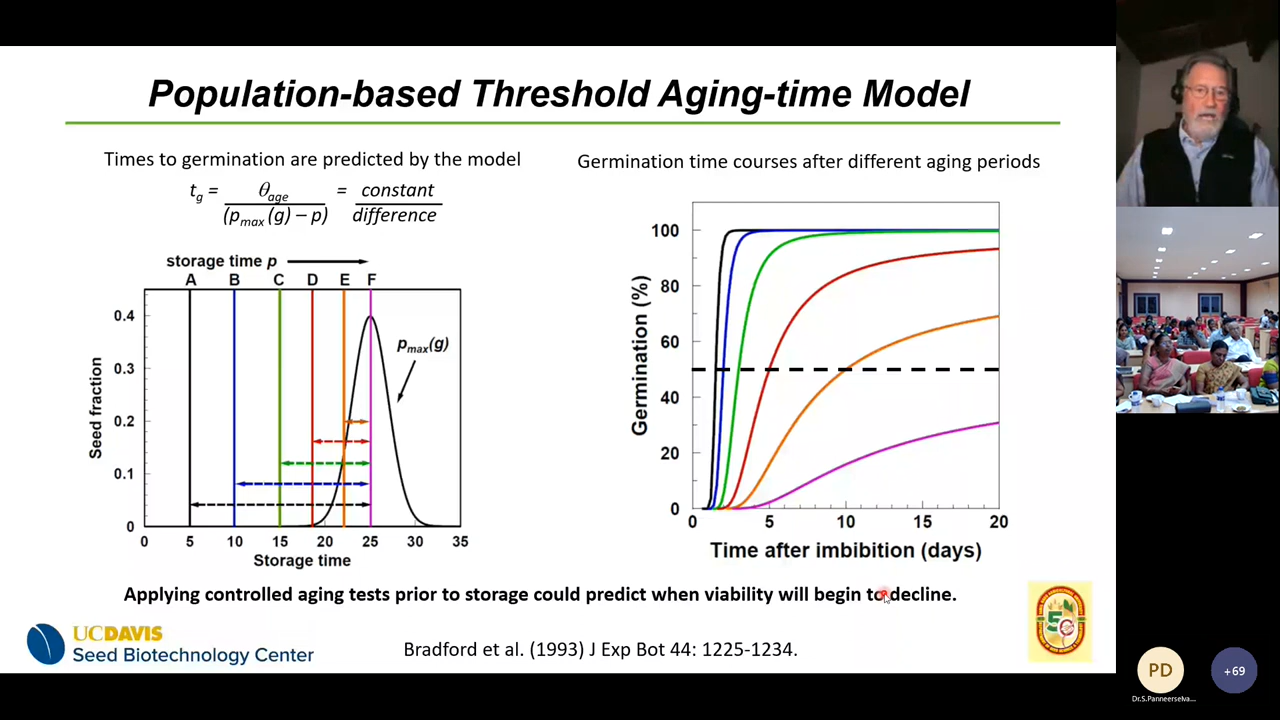 Population-based Threshold Aging-time Model
Times to germination are predicted by the model
t_g = θ_age / (p_max (g) – p) = constant / difference
storage time p
A B C D E F
p_max(g)
Seed fraction
0.4
0.3
0.2
0.1
0
0 5 10 15 20 25 30 35
Storage time
Germination time courses after different aging periods
Germination (%)
100
80
60
40
20
0
0 5 10 15 20
Time after imbibition (days)
Applying controlled aging tests prior to storage could predict when viability will begin to decline.
UCDAVIS
Seed Biotechnology Center
Bradford et al. (1993) J Exp Bot 44: 1225-1234.
PD
+69
Dr.S.Panneerselva...